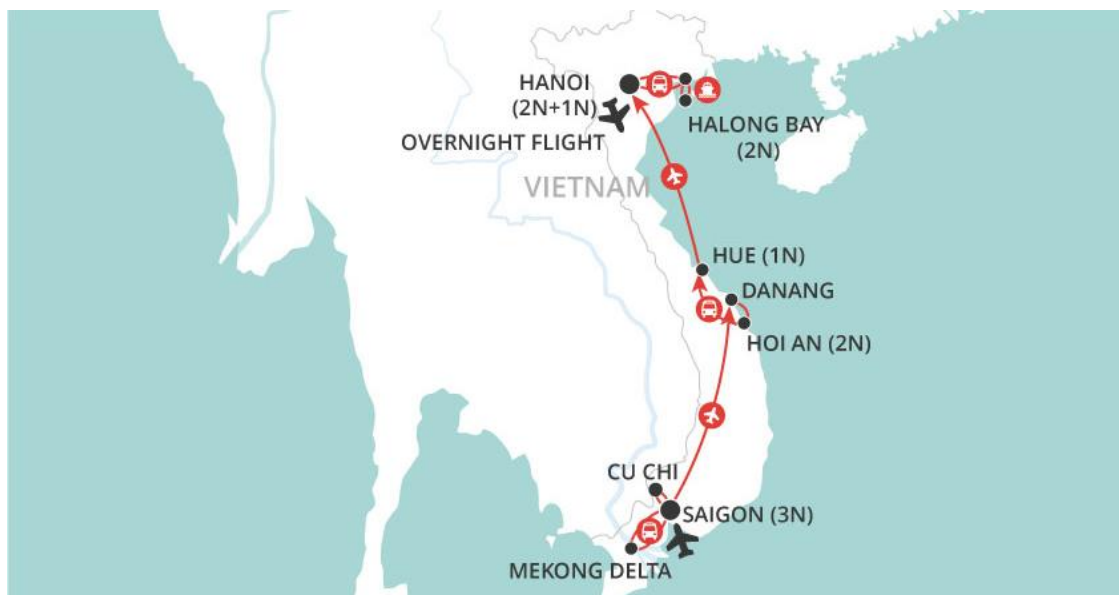 HANOI
(2N+1N)
OVERNIGHT FLIGHT
HALONG BAY
(2N)
VIETNAM
HUE (1N)
DANANG
HOI AN (2N)
CU CHI
SAIGON (3N)
MEKONG DELTA